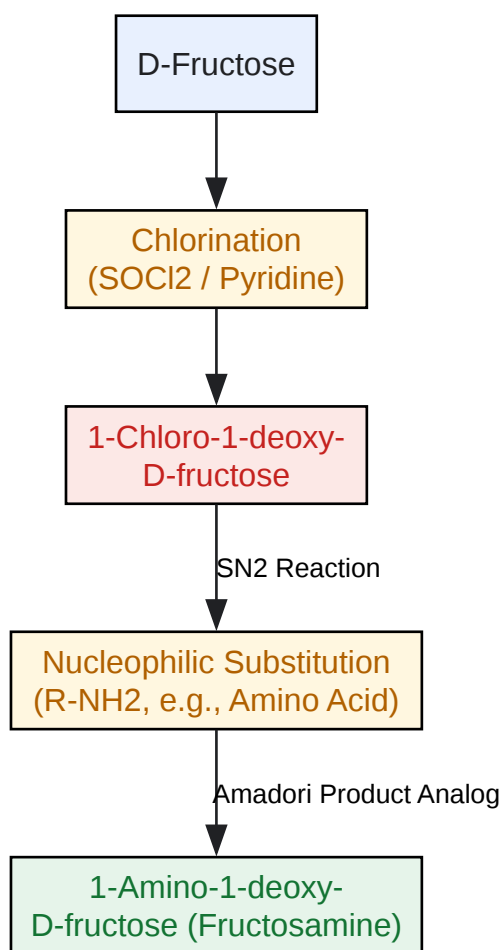 D-Fructose
Chlorination
(SOCl2 / Pyridine)
1-Chloro-1-deoxy-
D-fructose
SN2 Reaction
Nucleophilic Substitution
(R-NH2, e.g., Amino Acid)
Amadori Product Analog
1-Amino-1-deoxy-
D-fructose (Fructosamine)